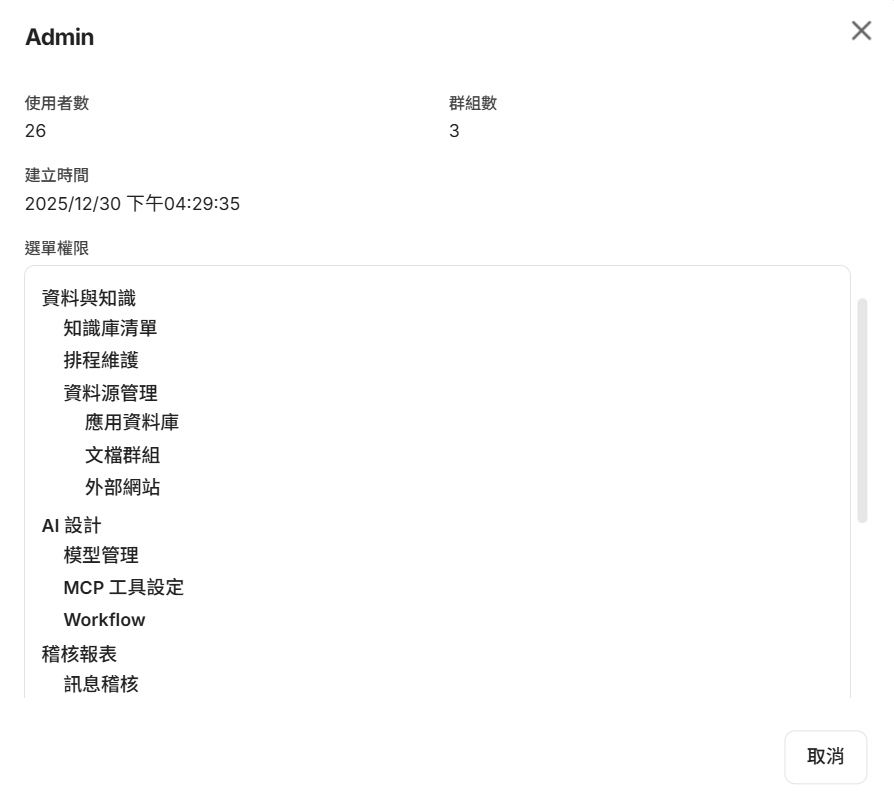 Admin
使用者數
26
群組數
3
建立時間
2025/12/30 下午04:29:35
選單權限
資料與知識
知識庫清單
排程維護
資料源管理
應用資料庫
文檔群組
外部網站
AI 設計
模型管理
MCP 工具設定
Workflow
稽核報表
訊息稽核
取消